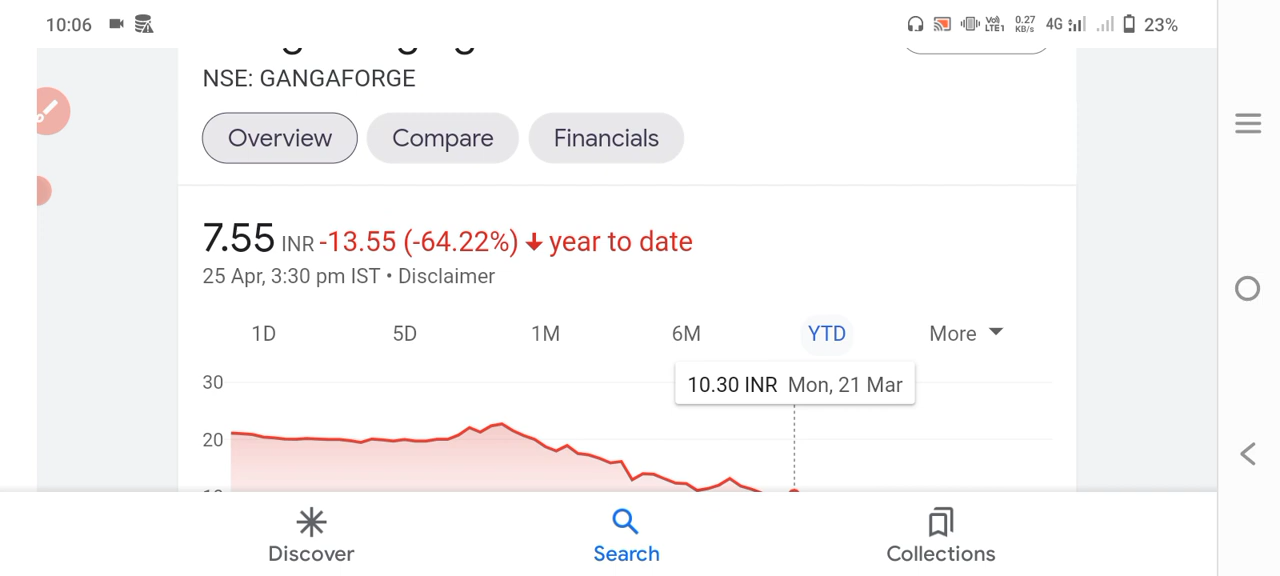 10:06 Vo) LTE1 0.27 KB/s 4G 23%
NSE: GANGAFORGE
Overview Compare Financials
7.55 INR -13.55 (-64.22%) year to date
25 Apr, 3:30 pm IST • Disclaimer
1D 5D 1M 6M YTD More
10.30 INR Mon, 21 Mar
30
20
Discover Search Collections